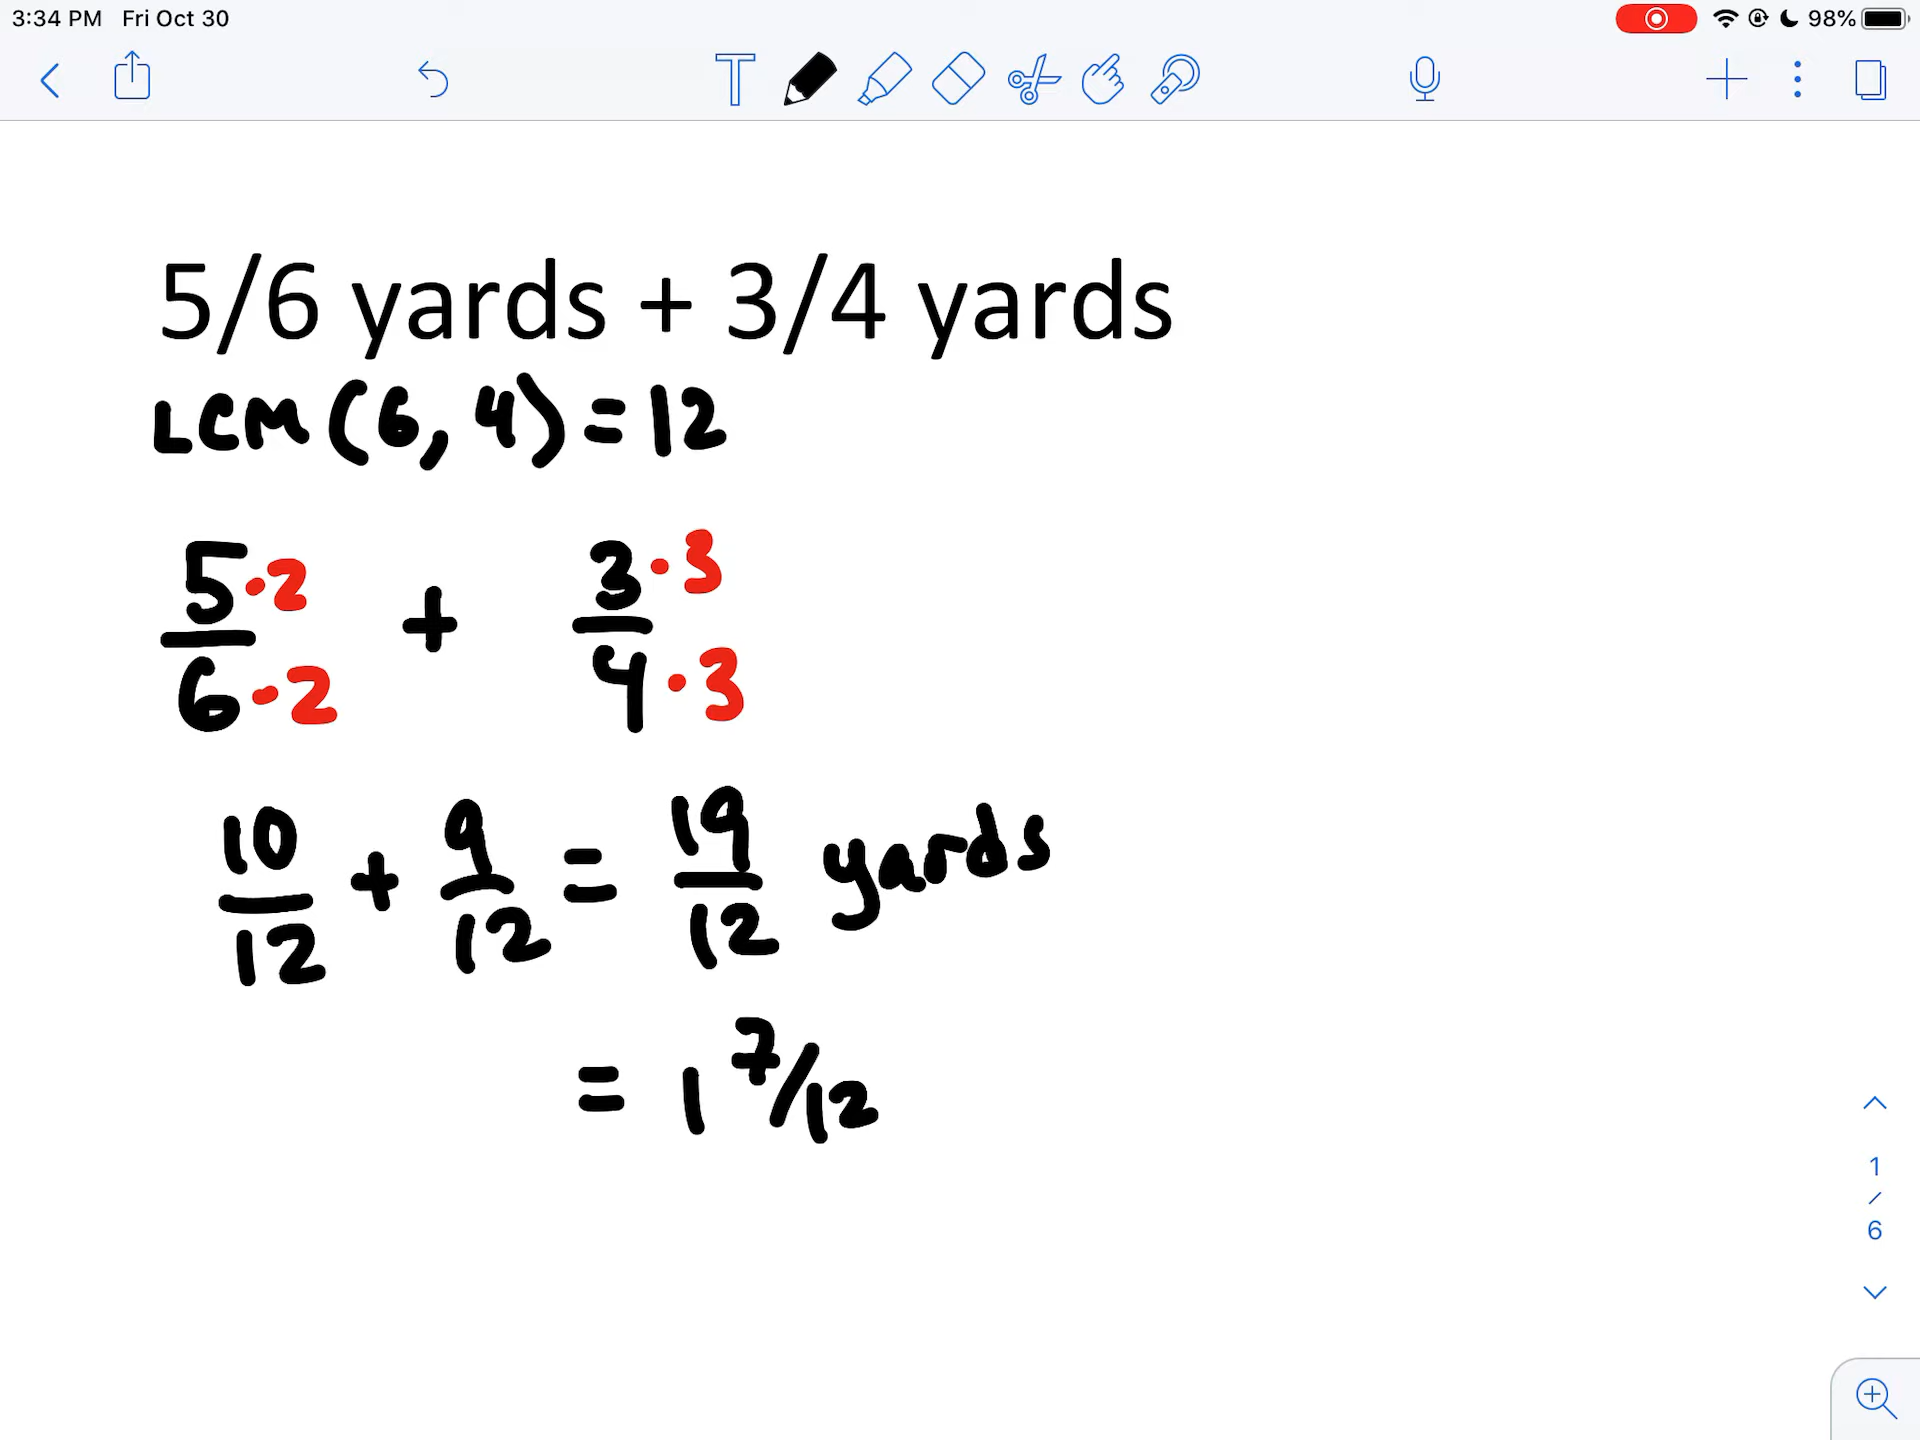 3:34 PM Fri Oct 30 98%
T
5/6 yards + 3/4 yards
LCM (6, 4) = 12
5·2/6·2 + 3·3/4·3
10/12 + 9/12 = 19/12 yards
= 1 7/12
1
/
6